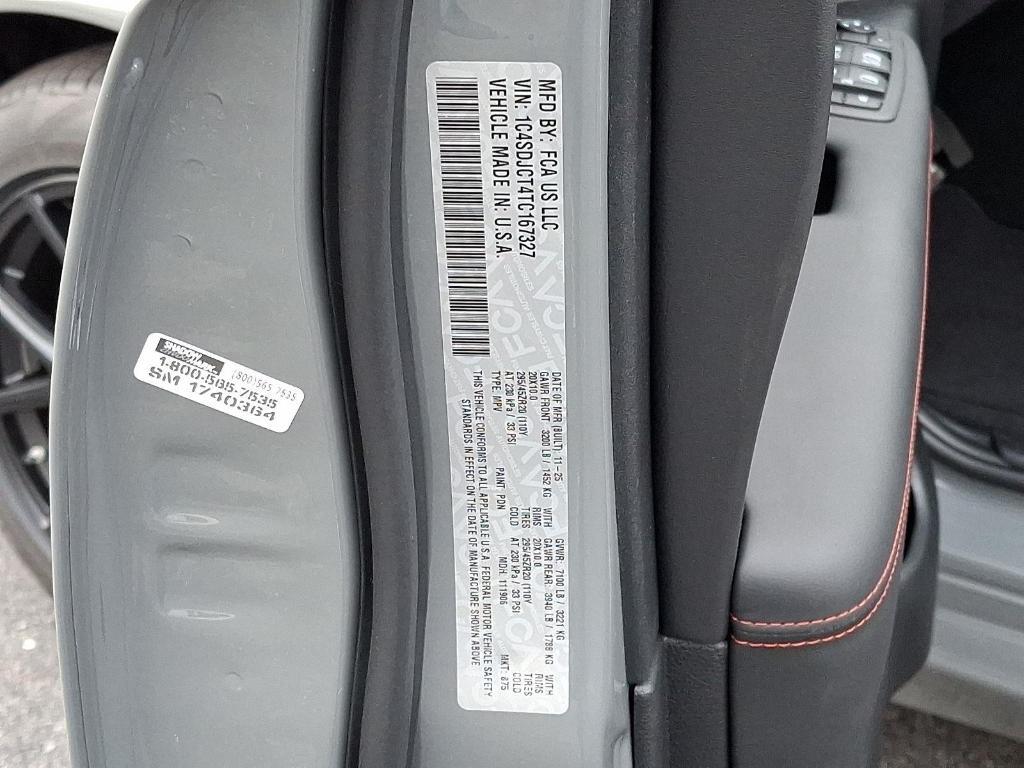 MFD BY: FCA US LLC
VIN: 1C4SDJCT4TC167327
VEHICLE MADE IN: U.S.A.
DATE OF MFR (BUILT): 11-25 GVWR: 7100 LB / 3221 KG
GAWR FRONT: 3200 LB / 1452 KG WITH GAWR REAR: 3940 LB / 1788 KG WITH
20X10.0 RIMS 20X10.0 RIMS
295/45ZR20 (110Y) TIRES 295/45ZR20 (110Y) TIRES
AT 230 kPa / 33 PSI COLD AT 230 kPa / 33 PSI COLD
TYPE: MPV PAINT: PDN MDH: 111906 MKT: 875
THIS VEHICLE CONFORMS TO ALL APPLICABLE U.S.A. FEDERAL MOTOR VEHICLE SAFETY
STANDARDS IN EFFECT ON THE DATE OF MANUFACTURE SHOWN ABOVE
(800)565 7535
1-800-565-7535
SM 1740364